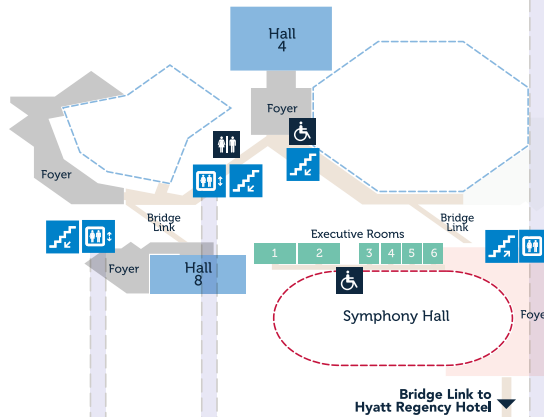 Hall
4
Foyer
Foyer
Bridge
Link
Bridge
Link
Executive Rooms
1 2 3 4 5 6
Foyer
Hall
8
Symphony Hall
Foye
Bridge Link to
Hyatt Regency Hotel